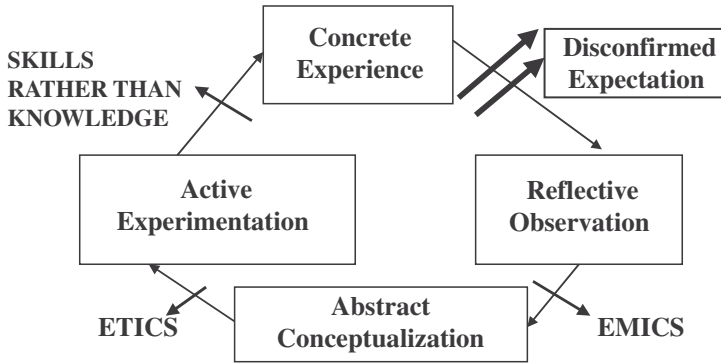 Concrete
Experience
Disconfirmed
Expectation
SKILLS
RATHER THAN
KNOWLEDGE
Active
Experimentation
Reflective
Observation
Abstract
Conceptualization
ETICS
EMICS